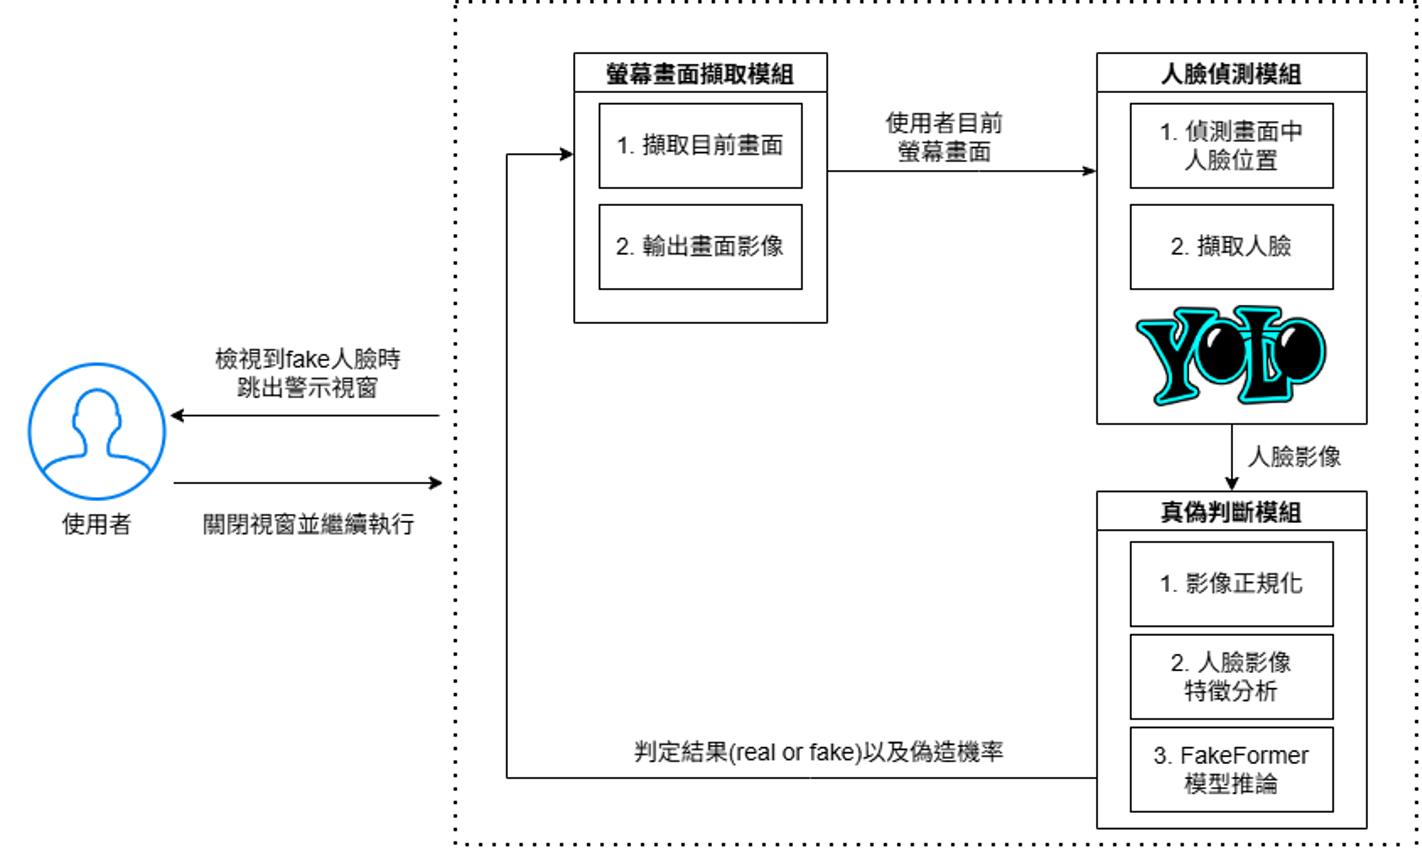 螢幕畫面擷取模組
1. 擷取目前畫面
2. 輸出畫面影像
使用者目前
螢幕畫面
人臉偵測模組
1. 偵測畫面中
人臉位置
2. 擷取人臉
YOLO
人臉影像
真偽判斷模組
1. 影像正規化
2. 人臉影像
特徵分析
3. FakeFormer
模型推論
判定結果(real or fake)以及偽造機率
檢視到fake人臉時
跳出警示視窗
關閉視窗並繼續執行
使用者